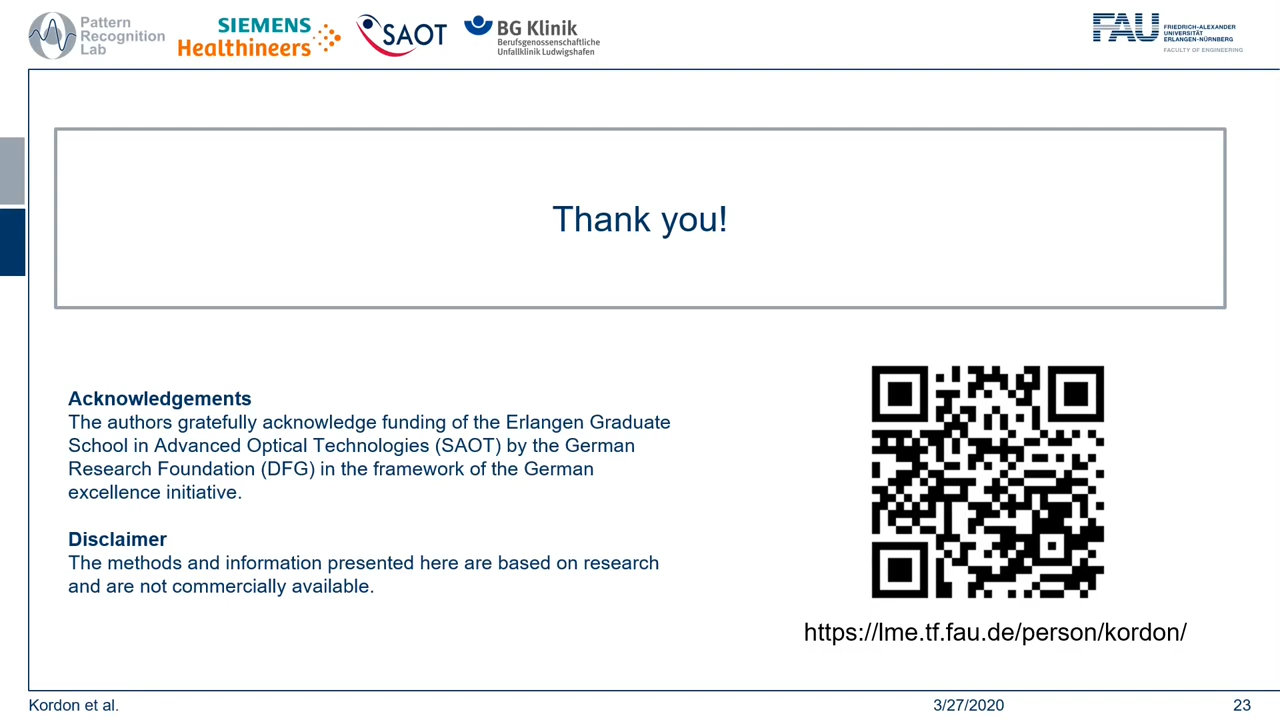 Pattern
Recognition
Lab
SIEMENS
Healthineers
SAOT
BG Klinik
Berufsgenossenschaftliche
Unfallklinik Ludwigshafen
FAU
FRIEDRICH-ALEXANDER
UNIVERSITÄT
ERLANGEN-NÜRNBERG
FACULTY OF ENGINEERING
Thank you!
Acknowledgements
The authors gratefully acknowledge funding of the Erlangen Graduate
School in Advanced Optical Technologies (SAOT) by the German
Research Foundation (DFG) in the framework of the German
excellence initiative.
Disclaimer
The methods and information presented here are based on research
and are not commercially available.
https://lme.tf.fau.de/person/kordon/
Kordon et al.
3/27/2020
23